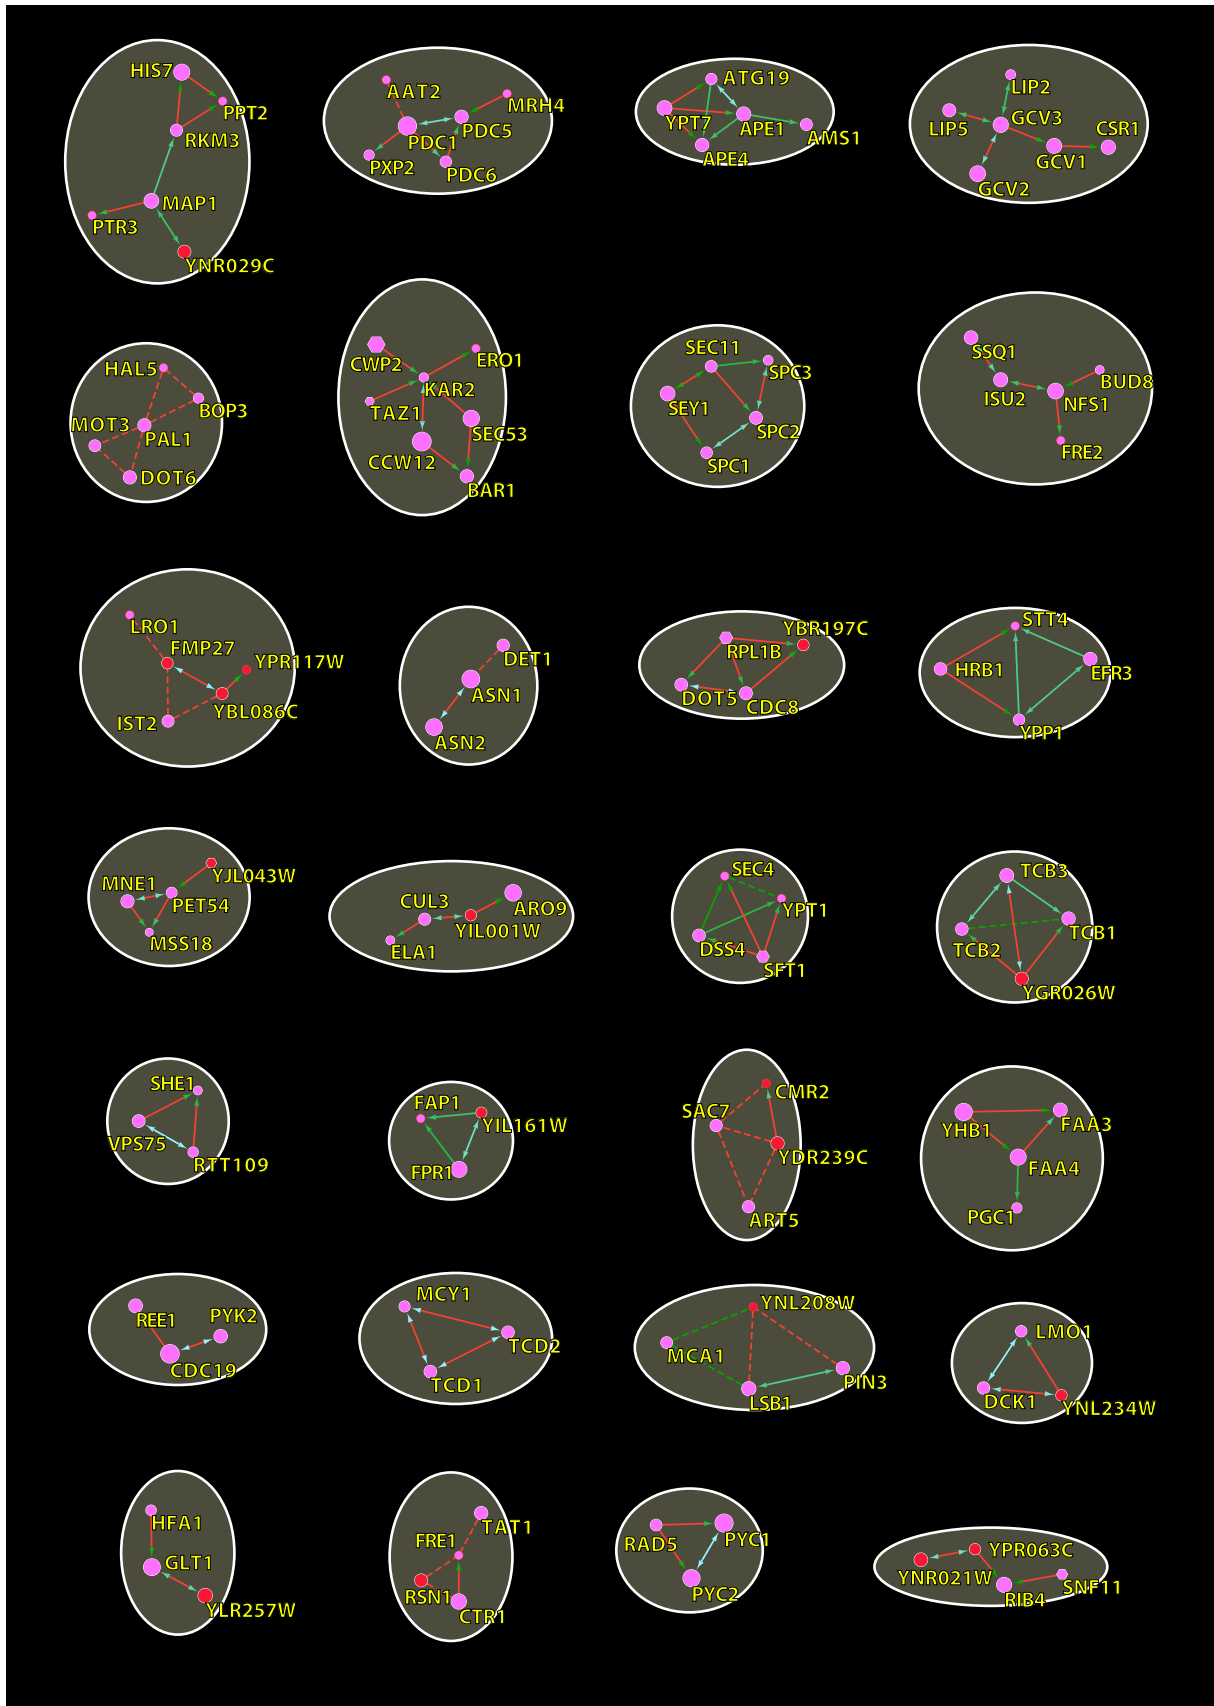 HIS7
PPT2
RKM3
MAP1
PTR3
YNR029C
AAT2
MRH4
PDC5
PDC1
PXP2
PDC6
ATG19
YPT7
APE1
AMS1
APE4
LIP2
GCV3
LIP5
CSR1
GCV1
GCV2
HAL5
BOP3
MOT3
PAL1
DOT6
CWP2
ERO1
KAR2
TAZ1
SEC53
CCW12
BAR1
SEC11
SPC3
SEY1
SPC2
SPC1
SSQ1
BUD8
ISU2
NFS1
FRE2
LRO1
FMP27
YPR117W
YBL086C
IST2
DET1
ASN1
ASN2
YBR197C
RPL1B
DOT5
CDC8
STT4
HRB1
EFR3
YPP1
MNE1
YJL043W
PET54
MSS18
CUL3
ARO9
YIL001W
ELA1
SEC4
YPT1
DSS4
SFT1
TCB3
TCB1
TCB2
YGR026W
SHE1
VPS75
RTT109
FAP1
YIL161W
FPR1
CMR2
SAC7
YDR239C
ART5
YHB1
FAA3
FAA4
PGC1
REE1
PYK2
CDC19
MCY1
TCD2
TCD1
YNL208W
MCA1
PIN3
LSB1
LMO1
DCK1
YNL234W
HFA1
GLT1
YLR257W
TAT1
FRE1
RSN1
CTR1
RAD5
PYC1
PYC2
YPR063C
YNR021W
SNF11
RIB4